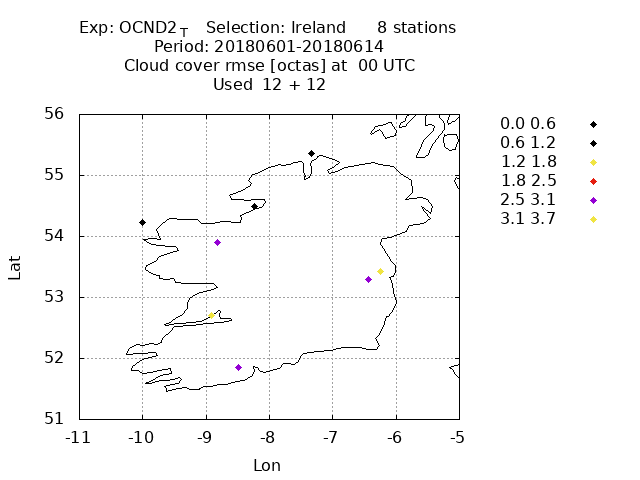 Exp: OCND2T Selection: Ireland 8 stations
Period: 20180601-20180614
Cloud cover rmse [octas] at 00 UTC
Used 12 + 12
56
55
54
53
52
51
-11 -10 -9 -8 -7 -6 -5
Lat
Lon
0.0 0.6
0.6 1.2
1.2 1.8
1.8 2.5
2.5 3.1
3.1 3.7